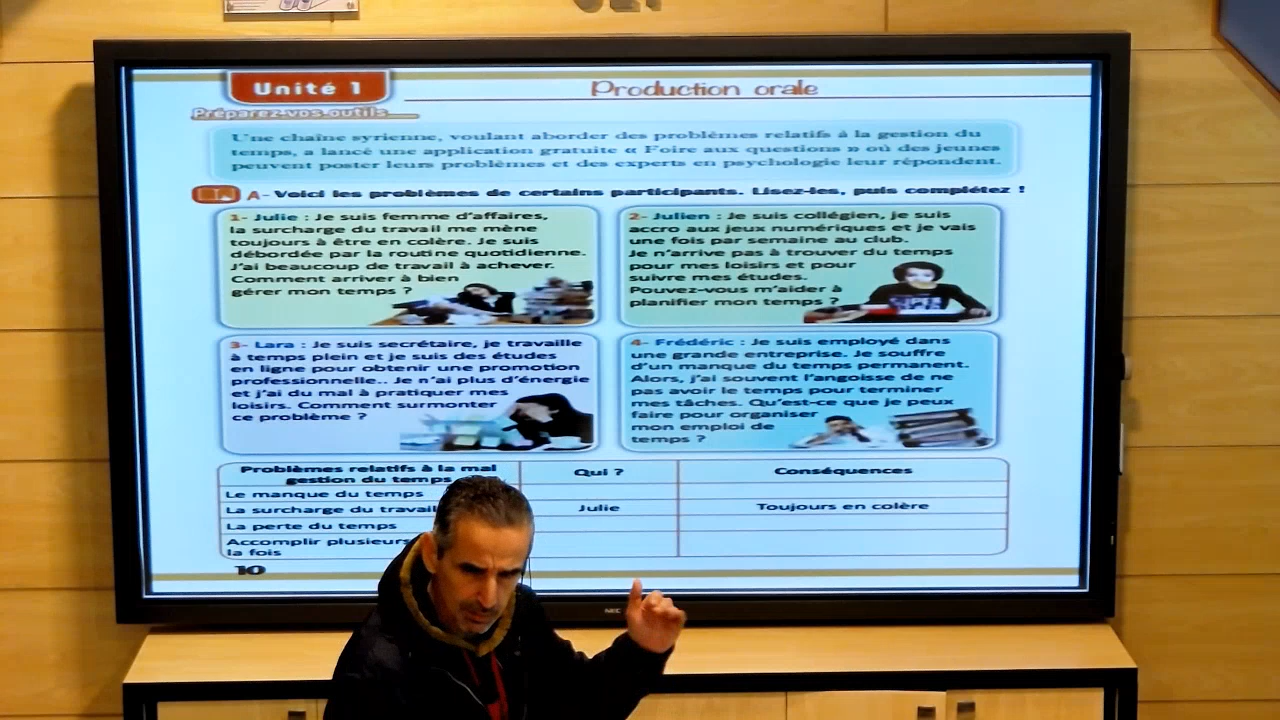 Unité 1
Production orale
Préparez vos outils
Une chaîne syrienne, voulant aborder des problèmes relatifs à la gestion du
temps, a lancé une application gratuite « Foire aux questions » où des jeunes
peuvent poster leurs problèmes et des experts en psychologie leur répondent.
A- Voici les problèmes de certains participants. Lisez-les, puis complétez !
1- Julie : Je suis femme d'affaires,
la surcharge du travail me mène
toujours à être en colère. Je suis
débordée par la routine quotidienne.
J'ai beaucoup de travail à achever.
Comment arriver à bien
gérer mon temps ?
2- Julien : Je suis collégien, je suis
accro aux jeux numériques et je vais
une fois par semaine au club.
Je n'arrive pas à trouver du temps
pour mes loisirs et pour
suivre mes études.
Pouvez-vous m'aider à
planifier mon temps ?
3- Lara : Je suis secrétaire, je travaille
à temps plein et je suis des études
en ligne pour obtenir une promotion
professionnelle.. Je n'ai plus d'énergie
et j'ai du mal à pratiquer mes
loisirs. Comment surmonter
ce problème ?
4- Frédéric : Je suis employé dans
une grande entreprise. Je souffre
d'un manque du temps permanent.
Alors, j'ai souvent l'angoisse de ne
pas avoir le temps pour terminer
mes tâches. Qu'est-ce que je peux
faire pour organiser
mon emploi de
temps ?
Problèmes relatifs à la mal
gestion du temps
Qui ?
Conséquences
Le manque du temps
La surcharge du travail
Julie
Toujours en colère
La perte du temps
Accomplir plusieurs
la fois
10
NEC